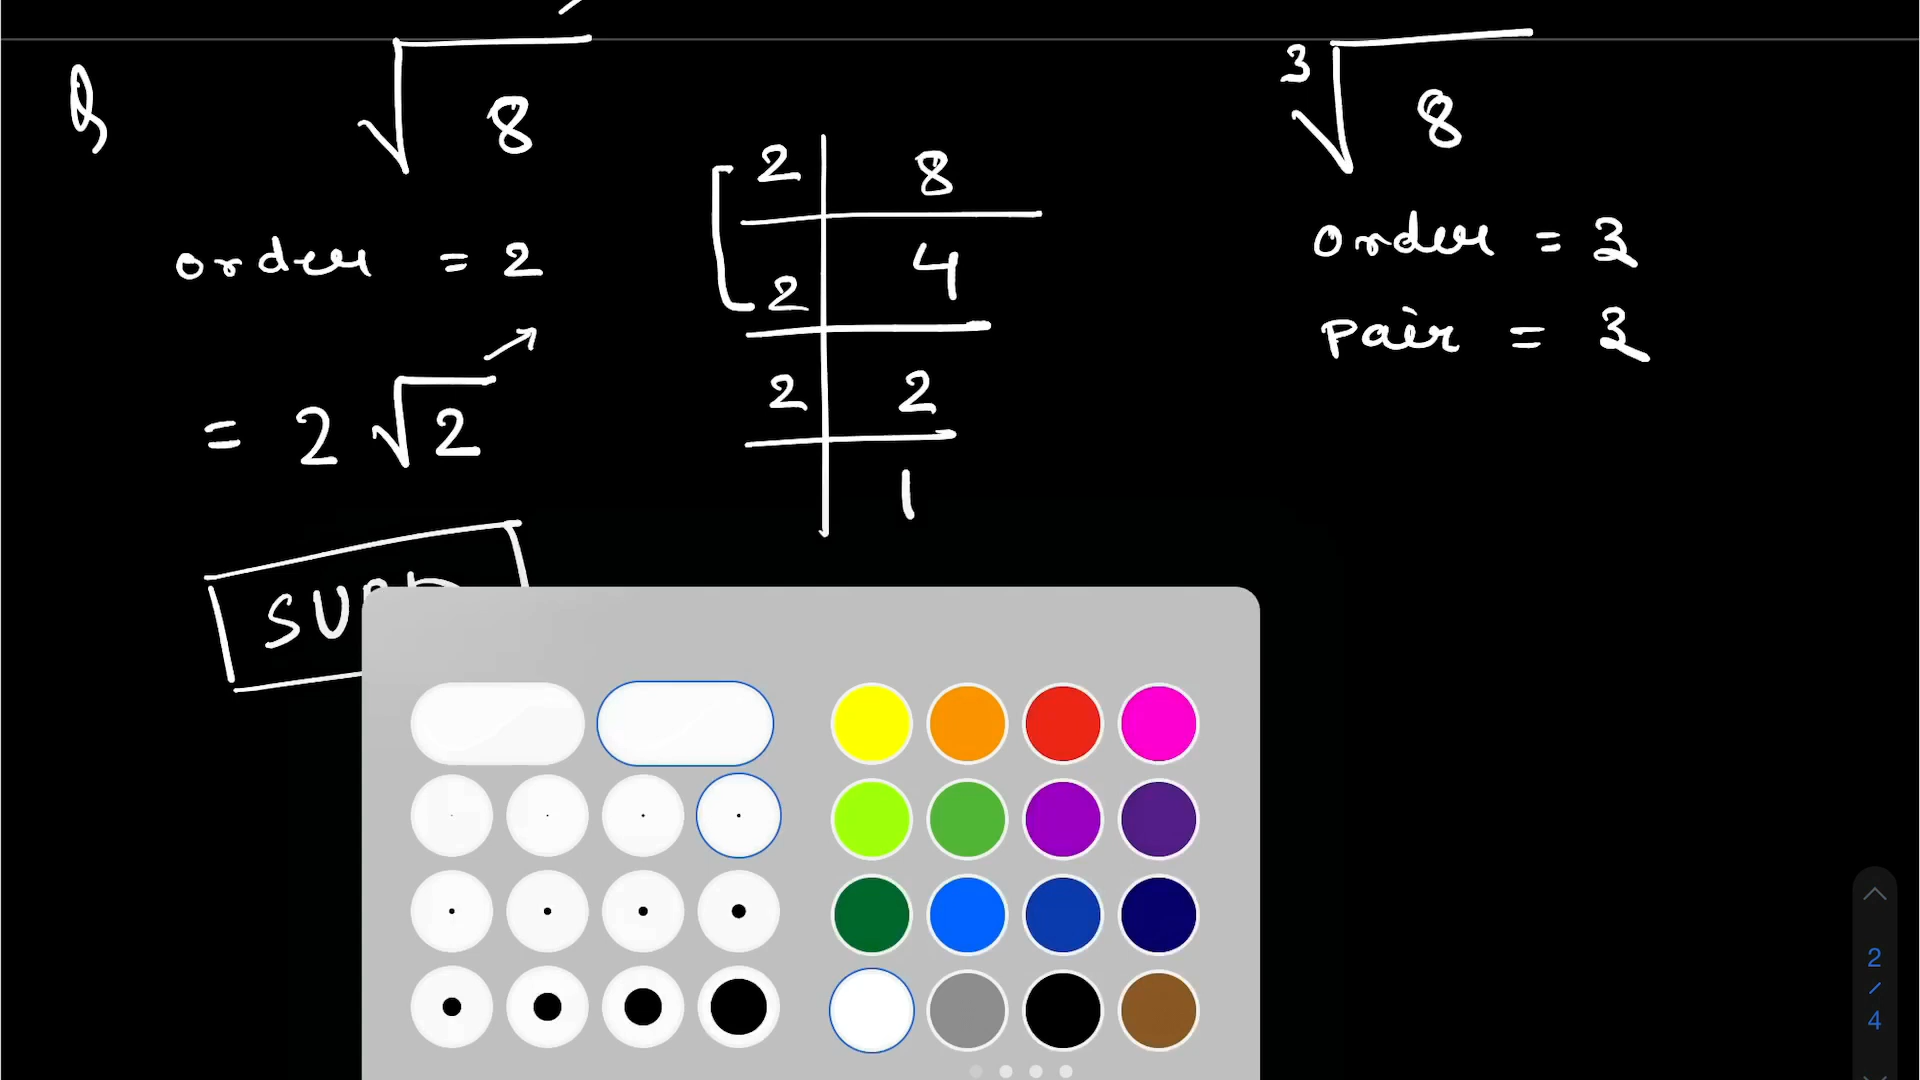 Q √8
order = 2
= 2 √2
2 | 8
2 | 4
2 | 2
1
³√8
order = 3
pair = 3
2 / 4